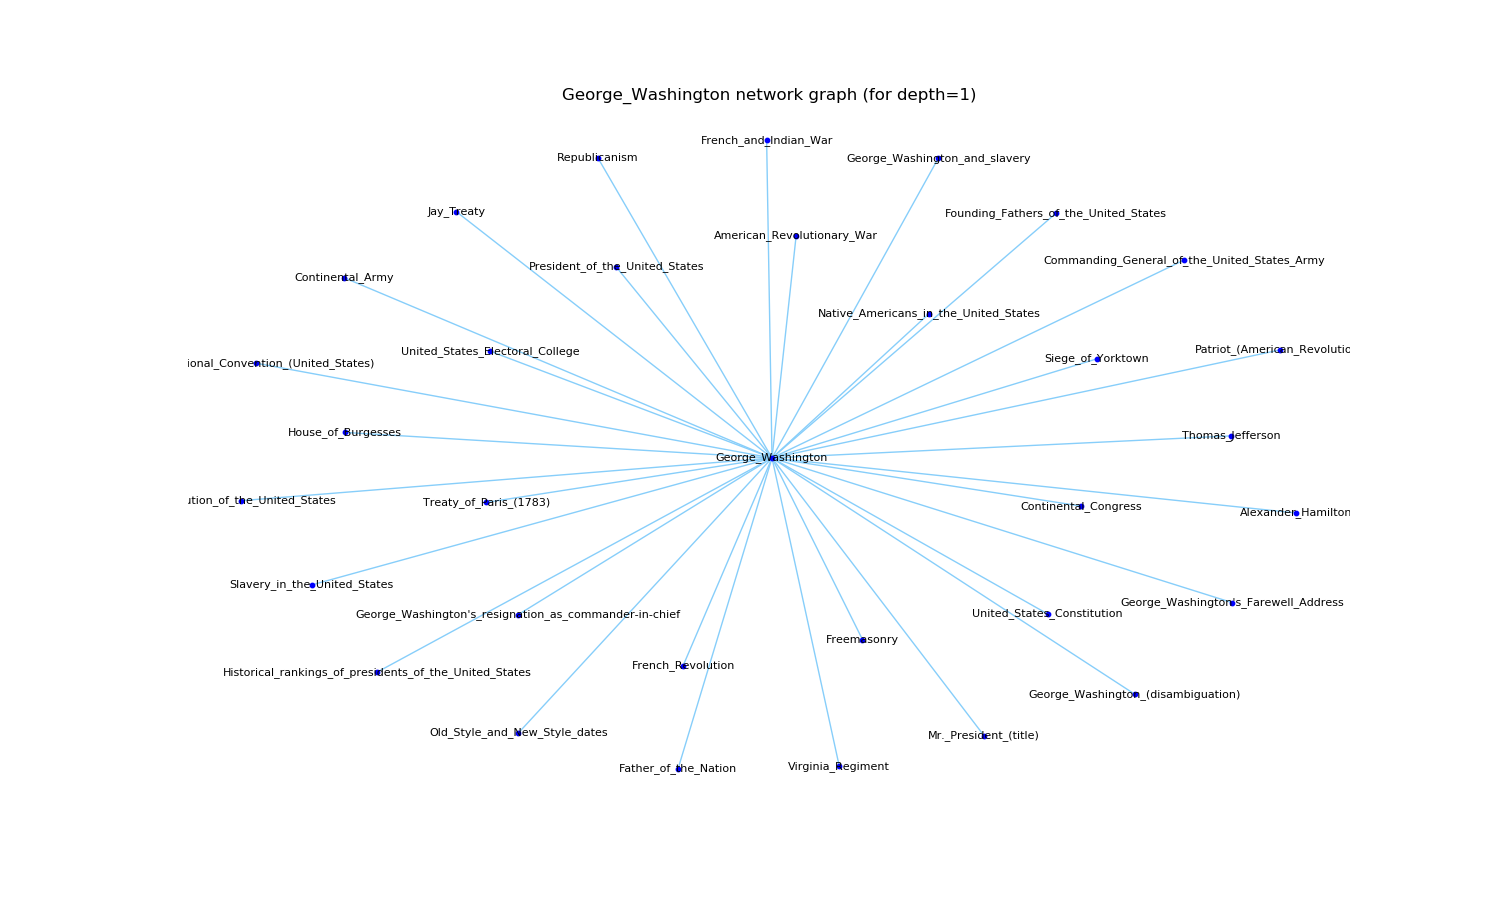 George_Washington network graph (for depth=1)
French_and_Indian_War
Republicanism
George_Washington_and_slavery
Jay_Treaty
Founding_Fathers_of_the_United_States
American_Revolutionary_War
President_of_the_United_States
Commanding_General_of_the_United_States_Army
Continental_Army
Native_Americans_in_the_United_States
United_States_Electoral_College
Patriot_(American_Revolutic
Siege_of_Yorktown
ional_Convention_(United_States)
House_of_Burgesses
Thomas_Jefferson
George_Washington
ution_of_the_United_States
Treaty_of_Paris_(1783)
Continental_Congress
Alexander_Hamilton
Slavery_in_the_United_States
George_Washington's_Farewell_Address
George_Washington's_resignation_as_commander-in-chief
United_States_Constitution
Freemasonry
French_Revolution
Historical_rankings_of_presidents_of_the_United_States
George_Washington_(disambiguation)
Old_Style_and_New_Style_dates
Mr._President_(title)
Father_of_the_Nation
Virginia_Regiment